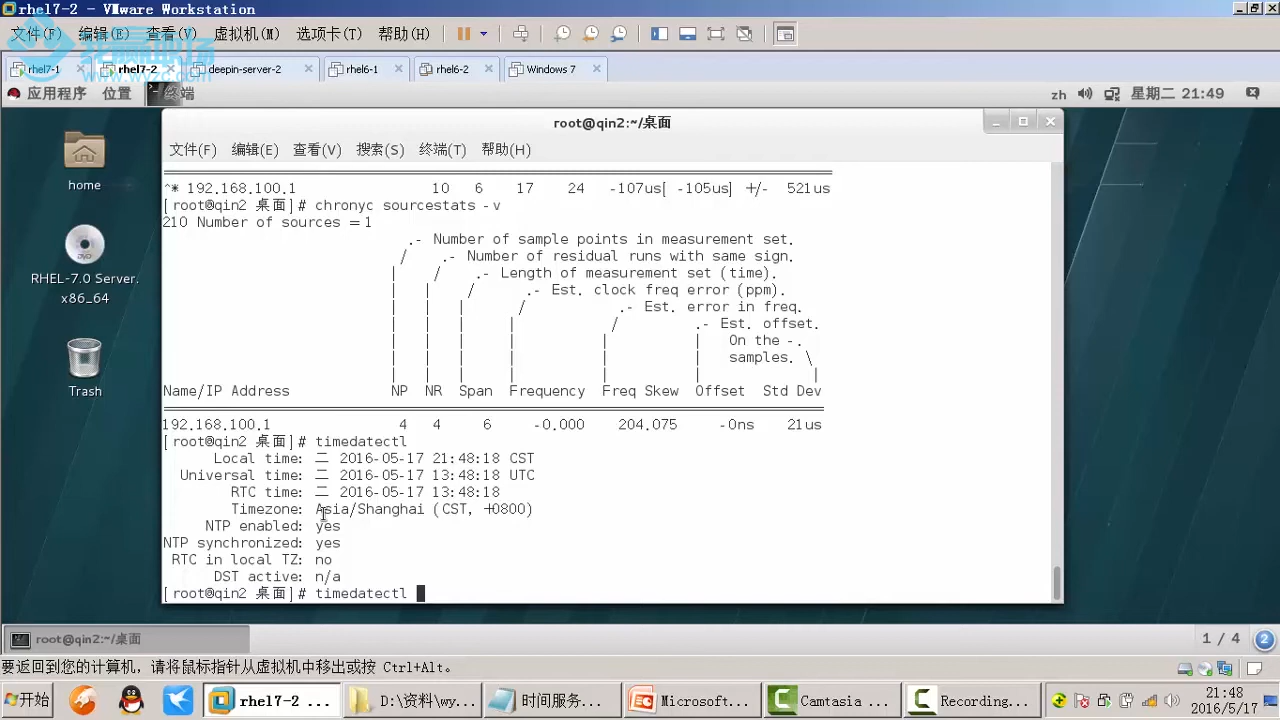 rhel7-2 - VMware Workstation
文件(F) 编辑(E) 查看(V) 虚拟机(M) 选项卡(T) 帮助(H)
rhel7-1 rhel7-2 deepin-server-2 rhel6-1 rhel6-2 Windows 7
www.wyzc.com
应用程序 位置 终端 zh 星期二 21:49
root@qin2:~/桌面
文件(F) 编辑(E) 查看(V) 搜索(S) 终端(T) 帮助(H)
home
RHEL-7.0 Server.
x86_64
Trash
^* 192.168.100.1 10 6 17 24 -107us[ -105us] +/- 521us
[root@qin2 桌面]# chronyc sourcestats -v
210 Number of sources = 1
.- Number of sample points in measurement set.
/ .- Number of residual runs with same sign.
| / .- Length of measurement set (time).
| | / .- Est. clock freq error (ppm).
| | | / .- Est. error in freq.
| | | | / .- Est. offset.
| | | | | | On the -.
| | | | | | samples. \
| | | | | | |
Name/IP Address NP NR Span Frequency Freq Skew Offset Std Dev
192.168.100.1 4 4 6 -0.000 204.075 -0ns 21us
[root@qin2 桌面]# timedatectl
Local time: 二 2016-05-17 21:48:18 CST
Universal time: 二 2016-05-17 13:48:18 UTC
RTC time: 二 2016-05-17 13:48:18
Timezone: Asia/Shanghai (CST, +0800)
NTP enabled: yes
NTP synchronized: yes
RTC in local TZ: no
DST active: n/a
[root@qin2 桌面]# timedatectl
root@qin2:~/桌面 1 / 4 2
要返回到您的计算机，请将鼠标指针从虚拟机中移出或按 Ctrl+Alt。
开始 rhel7-2 ... D:\资料\wy... 时间服务... Microsoft... Camtasia ... Recording... 21:48
2016/5/17